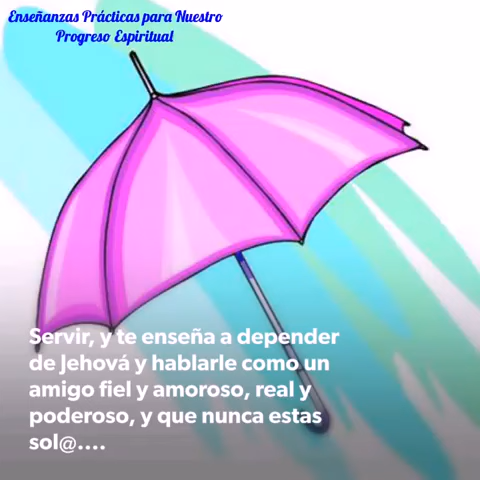 Enseñanzas Prácticas para Nuestro
Progreso Espiritual
Servir, y te enseña a depender
de Jehová y hablarle como un
amigo fiel y amoroso, real y
poderoso, y que nunca estas
sol@....